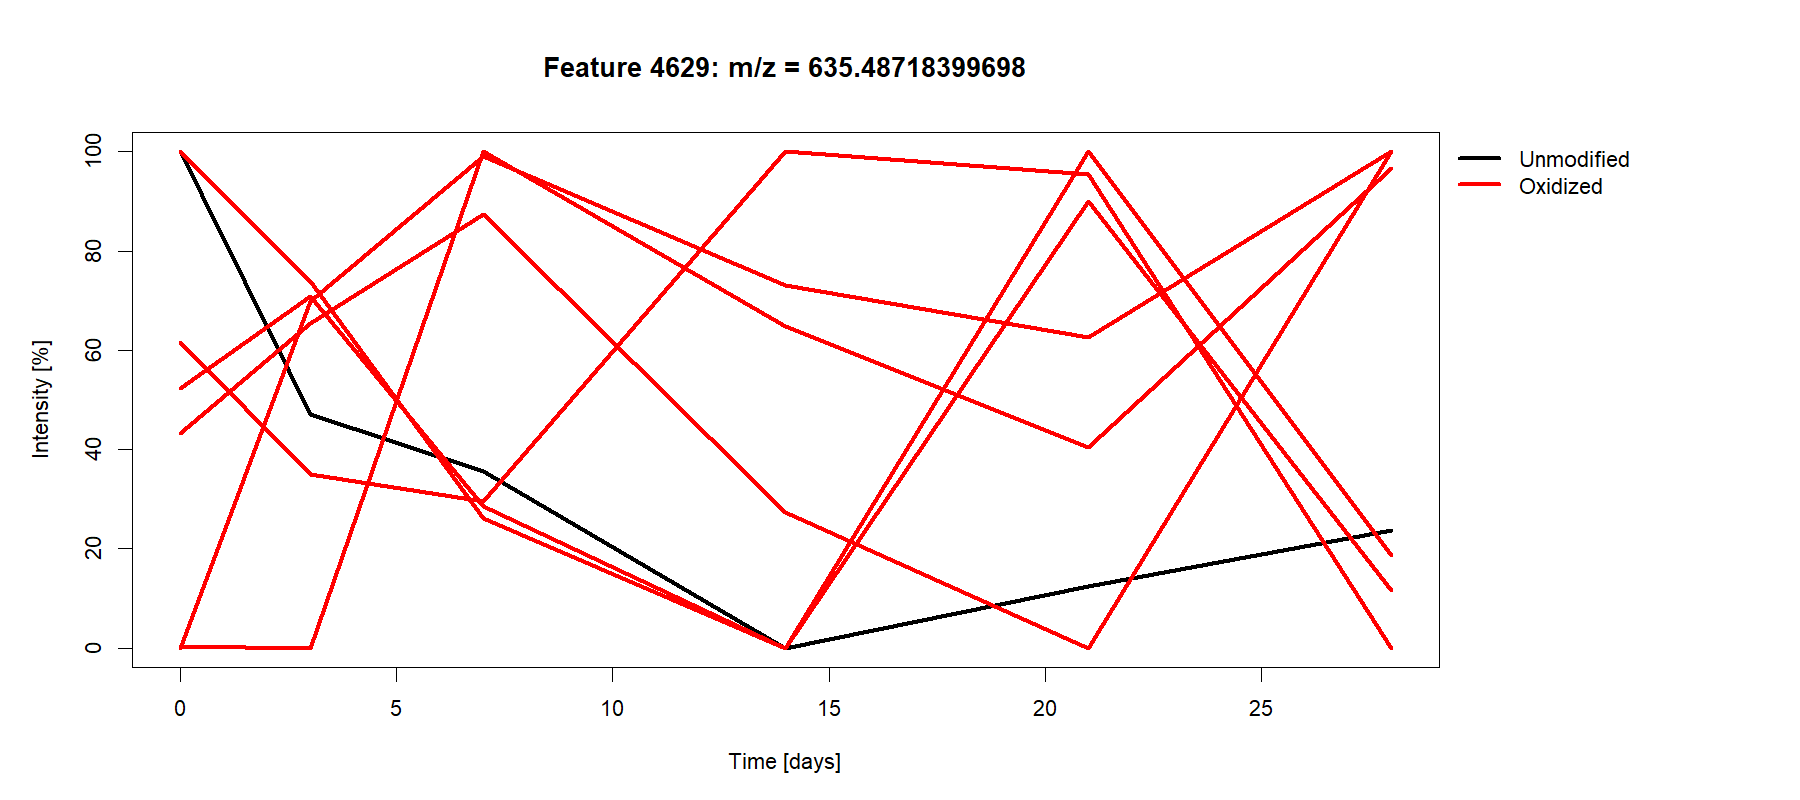 Feature 4629: m/z = 635.48718399698
Unmodified
Oxidized
Intensity [%]
100
80
60
40
20
0
0 5 10 15 20 25
Time [days]